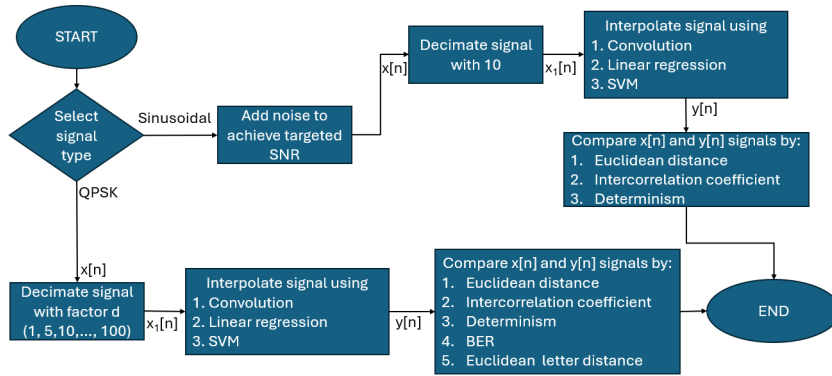 START
Select
signal
type
Sinusoidal
QPSK
Add noise to
achieve targeted
SNR
x[n]
Decimate signal
with 10
x₁[n]
Interpolate signal using
1. Convolution
2. Linear regression
3. SVM
y[n]
Compare x[n] and y[n] signals by:
1. Euclidean distance
2. Intercorrelation coefficient
3. Determinism
x[n]
Decimate signal
with factor d
(1, 5,10,..., 100)
x₁[n]
Interpolate signal using
1. Convolution
2. Linear regression
3. SVM
y[n]
Compare x[n] and y[n] signals by:
1. Euclidean distance
2. Intercorrelation coefficient
3. Determinism
4. BER
5. Euclidean letter distance
END